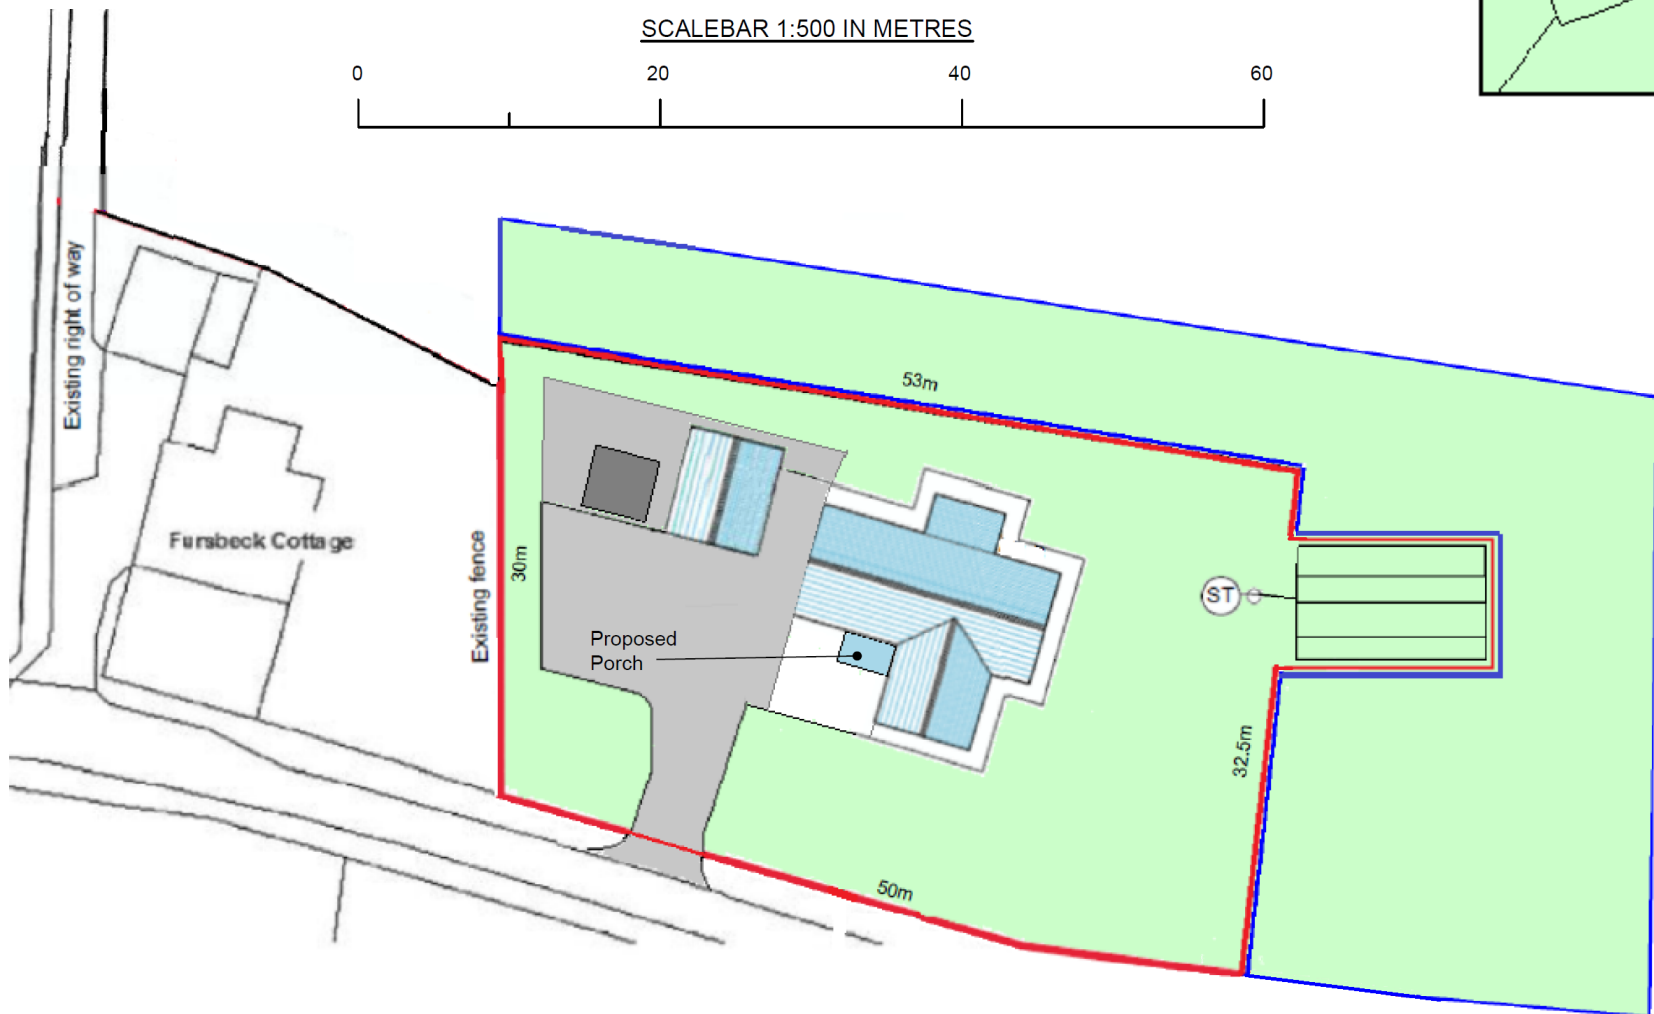 SCALEBAR 1:500 IN METRES
0 20 40 60
Existing right of way
53m
Fursbeck Cottage
Existing fence
30m
ST
Proposed
Porch
32.5m
50m